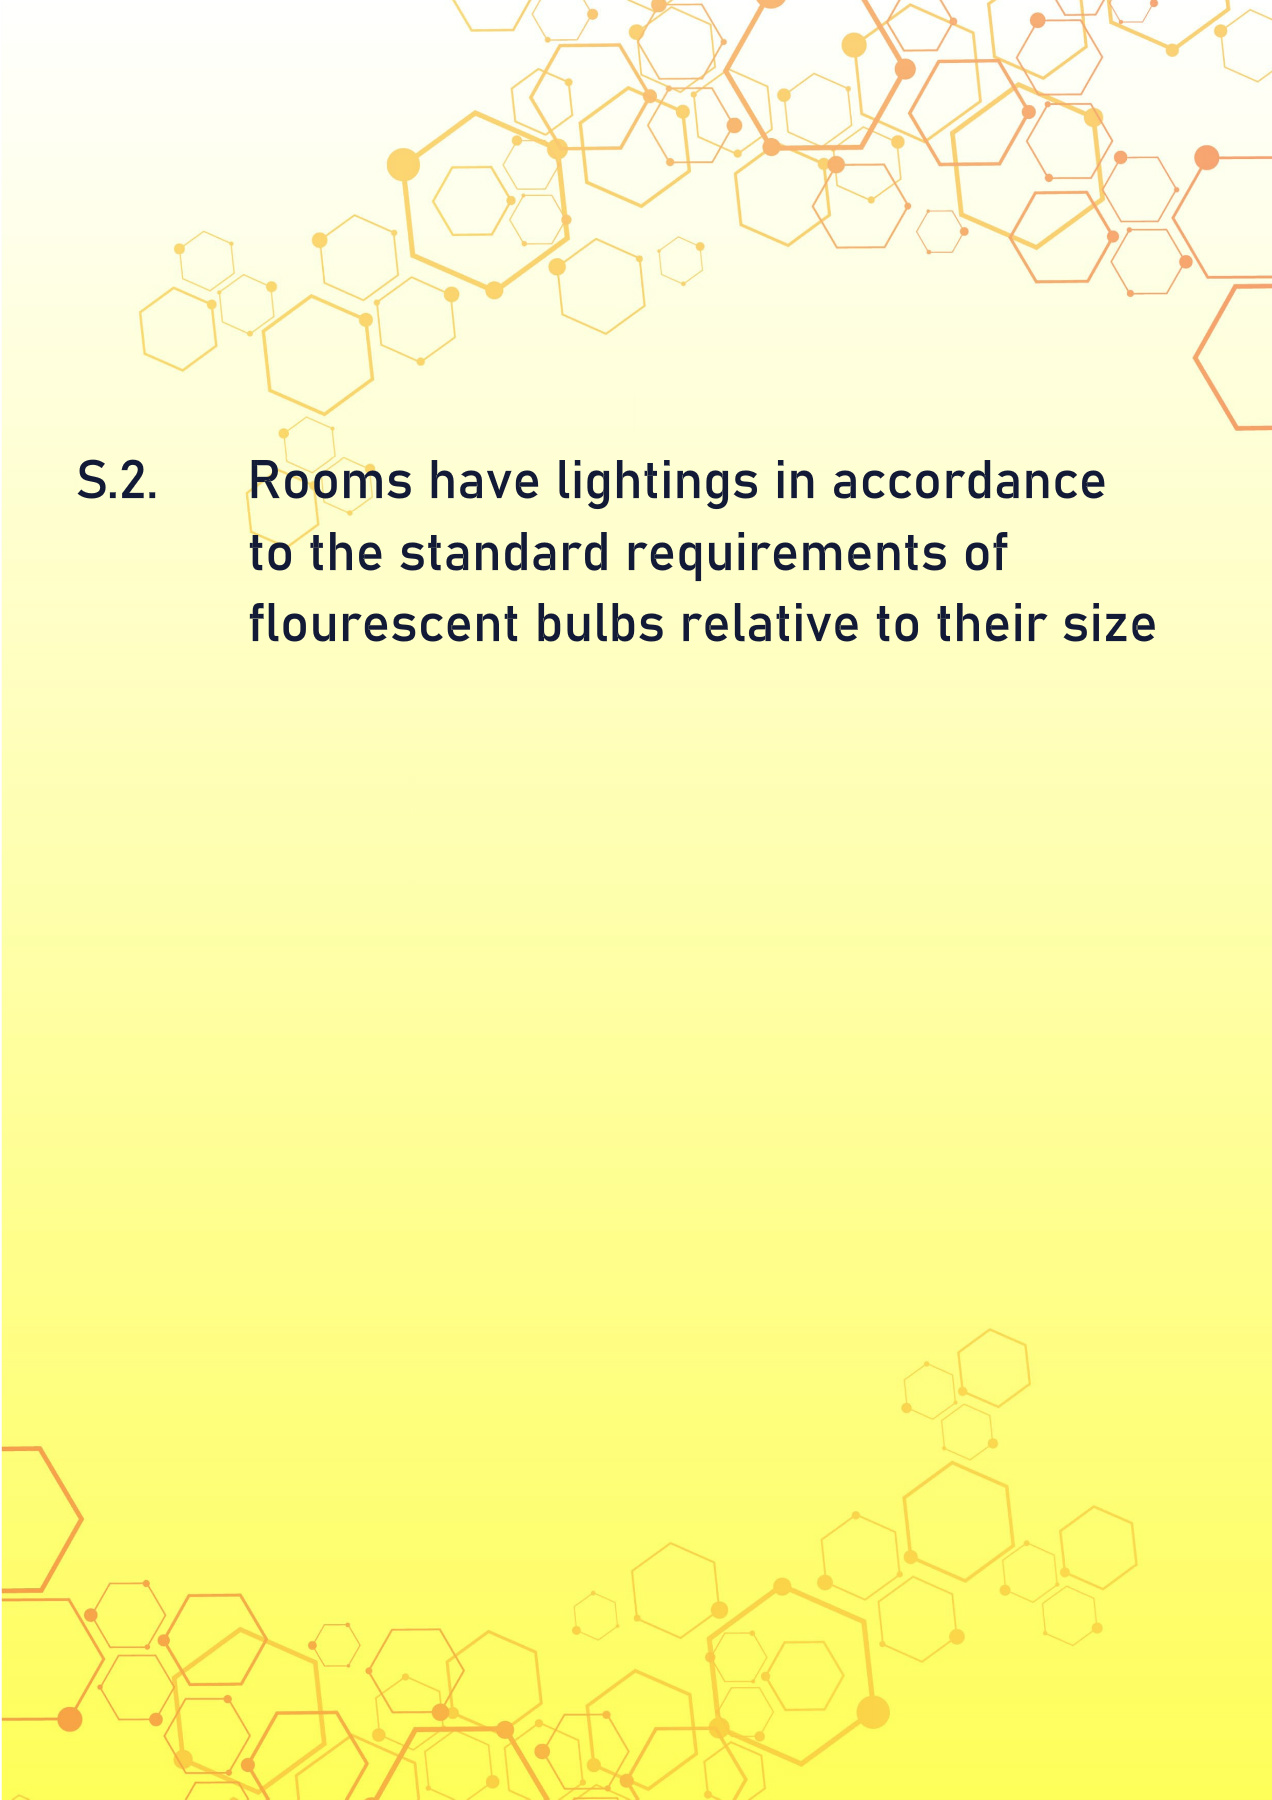 S.2. Rooms have lightings in accordance
to the standard requirements of
flourescent bulbs relative to their size